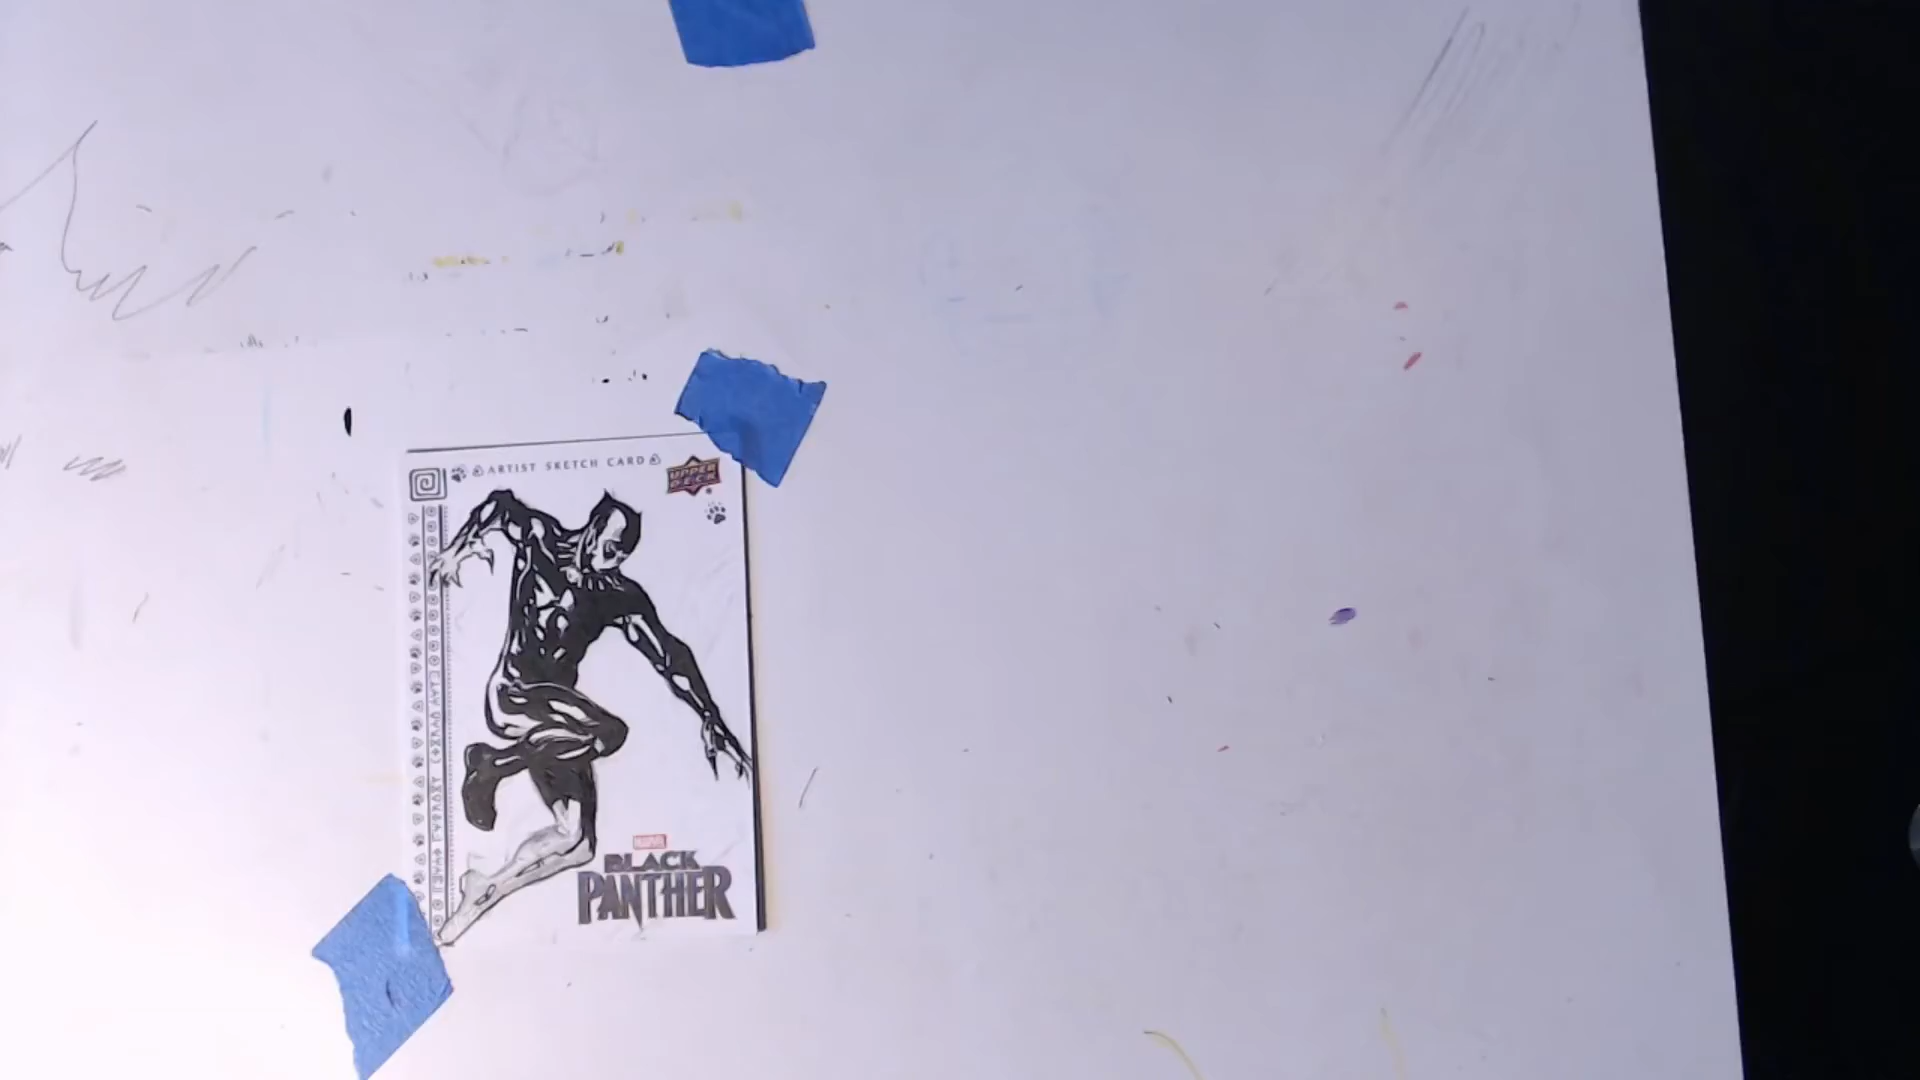 ARTIST SKETCH CARD
UPPER
DECK
MARVEL
BLACK
PANTHER